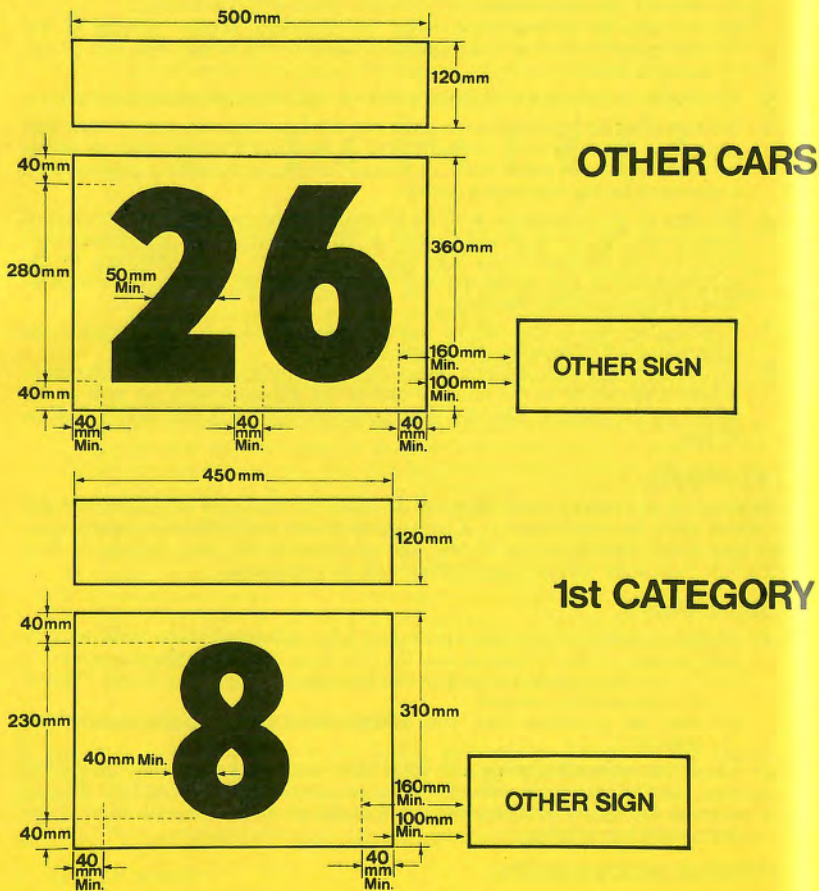 500mm
120mm
40mm
OTHER CARS
26
280mm
50mm
Min.
360mm
160mm
Min.
OTHER SIGN
100mm
Min.
40mm
40
mm
Min.
40
mm
Min.
40
mm
Min.
450mm
120mm
1st CATEGORY
40mm
8
230mm
310mm
40mm Min.
160mm
Min.
OTHER SIGN
100mm
Min.
40mm
40
mm
Min.
40
mm
Min.